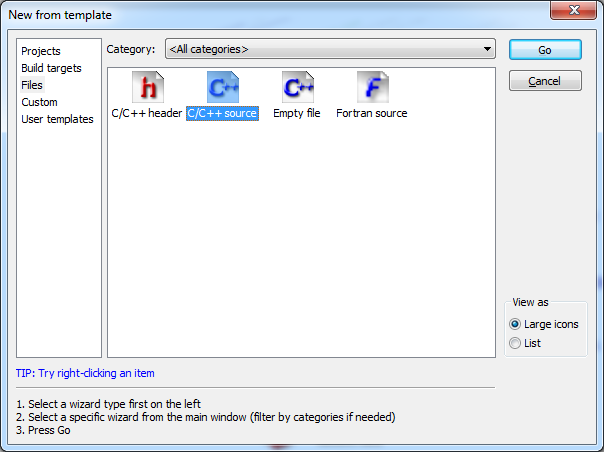 New from template
Projects
Build targets
Files
Custom
User templates
Category: <All categories>
Go
Cancel
h C++ C++ F
C/C++ header C/C++ source Empty file Fortran source
View as
Large icons
List
TIP: Try right-clicking an item
1. Select a wizard type first on the left
2. Select a specific wizard from the main window (filter by categories if needed)
3. Press Go